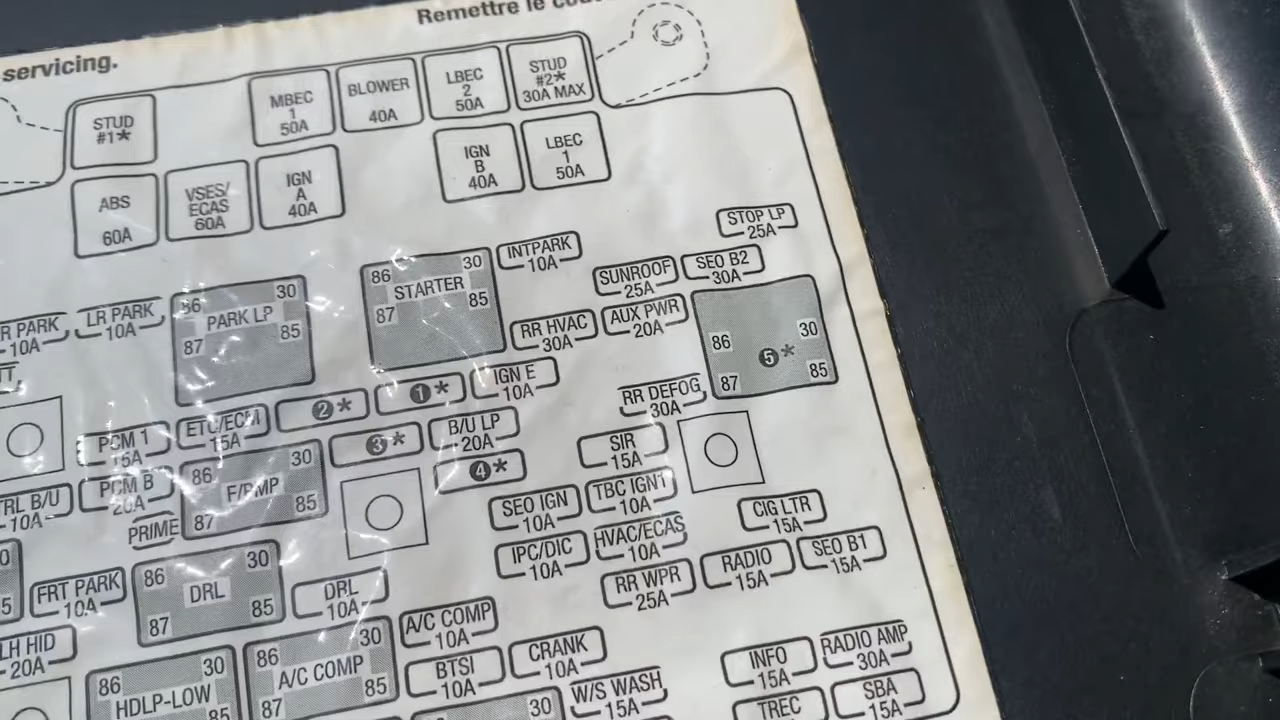 Remettre le
servicing.
STUD
#1*
MBEC
1
50A
BLOWER
40A
LBEC
2
50A
STUD
#2*
30A MAX
ABS
60A
VSES/
ECAS
60A
IGN
A
40A
IGN
B
40A
LBEC
1
50A
STOP LP
25A
R PARK
10A
LR PARK
10A
86
30
PARK LP
87
85
86
30
STARTER
87
85
INTPARK
10A
SUNROOF
25A
SEO B2
30A
RR HVAC
30A
AUX PWR
20A
86
30
5*
87
85
PCM 1
15A
ETC/ECM
15A
2*
1*
IGN E
10A
RR DEFOG
30A
3*
B/U LP
20A
SIR
15A
TRL B/U
10A
PCM B
20A
86
30
F/PMP
87
85
4*
PRIME
SEO IGN
10A
TBC IGN1
10A
CIG LTR
15A
IPC/DIC
10A
HVAC/ECAS
10A
RR WPR
25A
RADIO
15A
SEO B1
15A
5
FRT PARK
10A
86
30
DRL
87
85
DRL
10A
LH HID
20A
86
30
HDLP-LOW
85
86
30
A/C COMP
87
85
A/C COMP
10A
BTSI
10A
CRANK
10A
30
W/S WASH
15A
INFO
15A
RADIO AMP
30A
TREC
SBA
15A